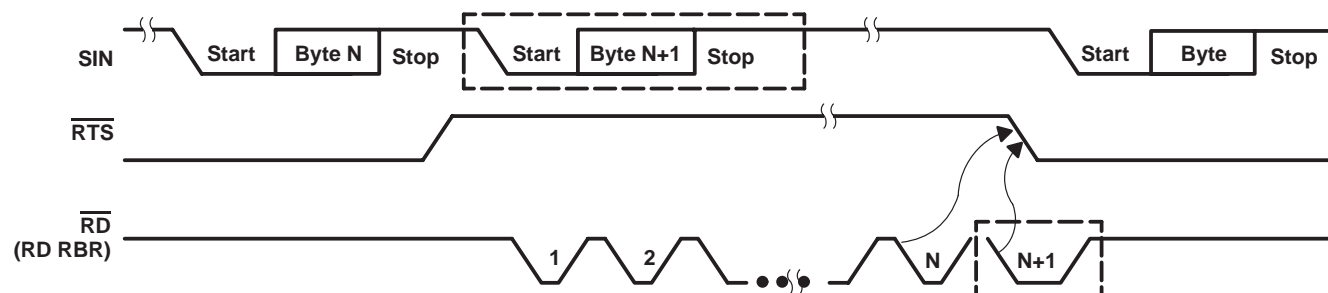 SIN
Start Byte N Stop Start Byte N+1 Stop Start Byte Stop
RTS
RD
(RD RBR)
1 2 N N+1